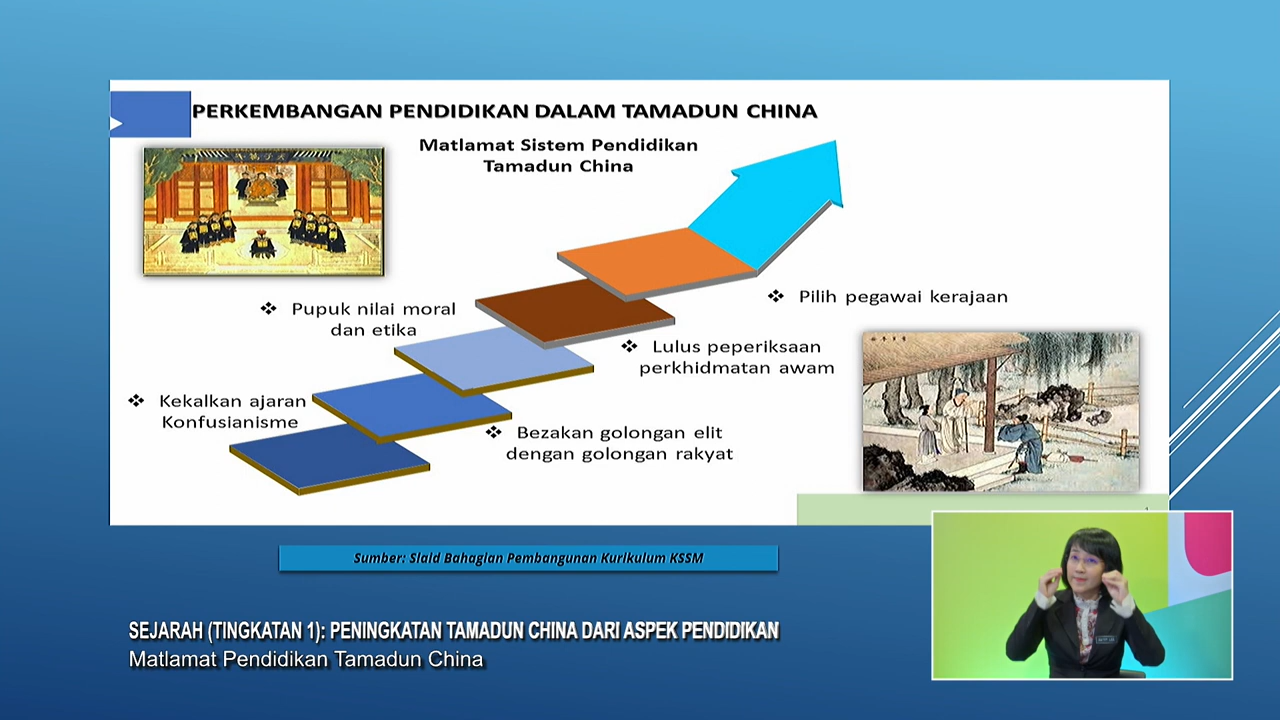 PERKEMBANGAN PENDIDIKAN DALAM TAMADUN CHINA
Matlamat Sistem Pendidikan
Tamadun China
❖ Pupuk nilai moral
dan etika
❖ Pilih pegawai kerajaan
❖ Lulus peperiksaan
perkhidmatan awam
❖ Kekalkan ajaran
Konfusianisme
❖ Bezakan golongan elit
dengan golongan rakyat
Sumber: Slaid Bahagian Pembangunan Kurikulum KSSM
SEJARAH (TINGKATAN 1): PENINGKATAN TAMADUN CHINA DARI ASPEK PENDIDIKAN
Matlamat Pendidikan Tamadun China